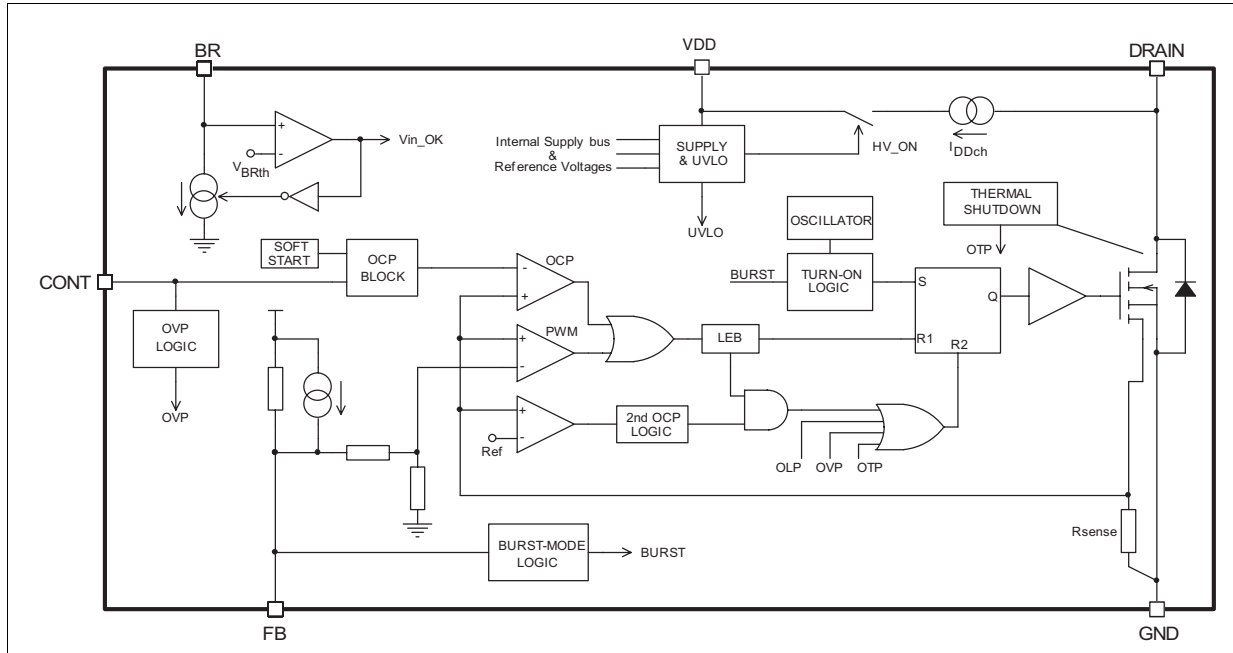 BR
VDD
DRAIN
+
-
Vin_OK
VBRth
Internal Supply bus
&
Reference Voltages
SUPPLY
& UVLO
HV_ON
IDDch
UVLO
THERMAL
SHUTDOWN
OTP
OSCILLATOR
SOFT
START
OCP
BLOCK
CONT
OCP
-
+
BURST
TURN-ON
LOGIC
S
Q
R1
R2
OVP
LOGIC
OVP
PWM
+
-
LEB
+
-
Ref
2nd OCP
LOGIC
OLP
OVP
OTP
Rsense
BURST-MODE
LOGIC
BURST
FB
GND